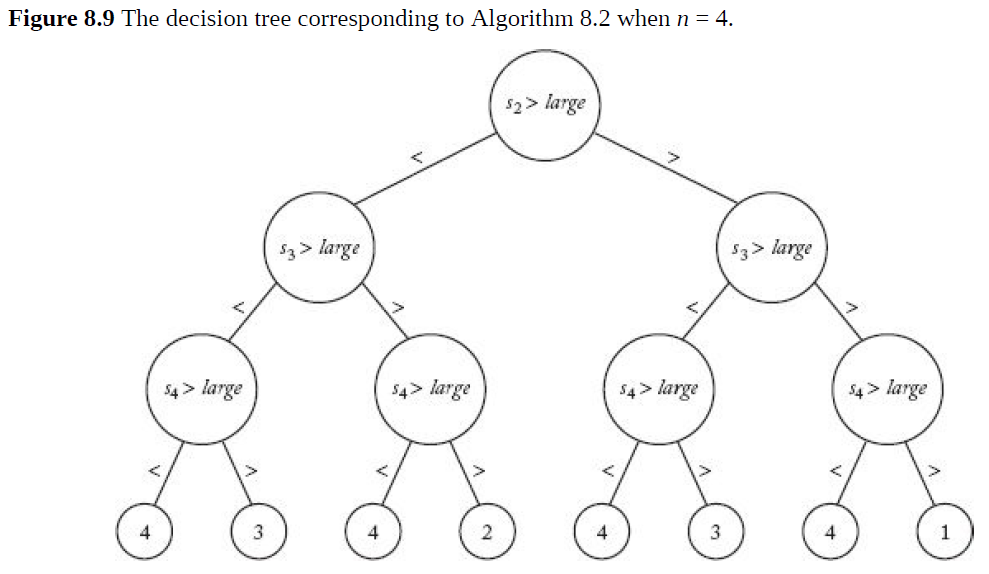 Figure 8.9 The decision tree corresponding to Algorithm 8.2 when n = 4.
s₂ > large
< >
s₃ > large s₃ > large
< > < >
s₄ > large s₄ > large s₄ > large s₄ > large
< > < > < > < >
4 3 4 2 4 3 4 1